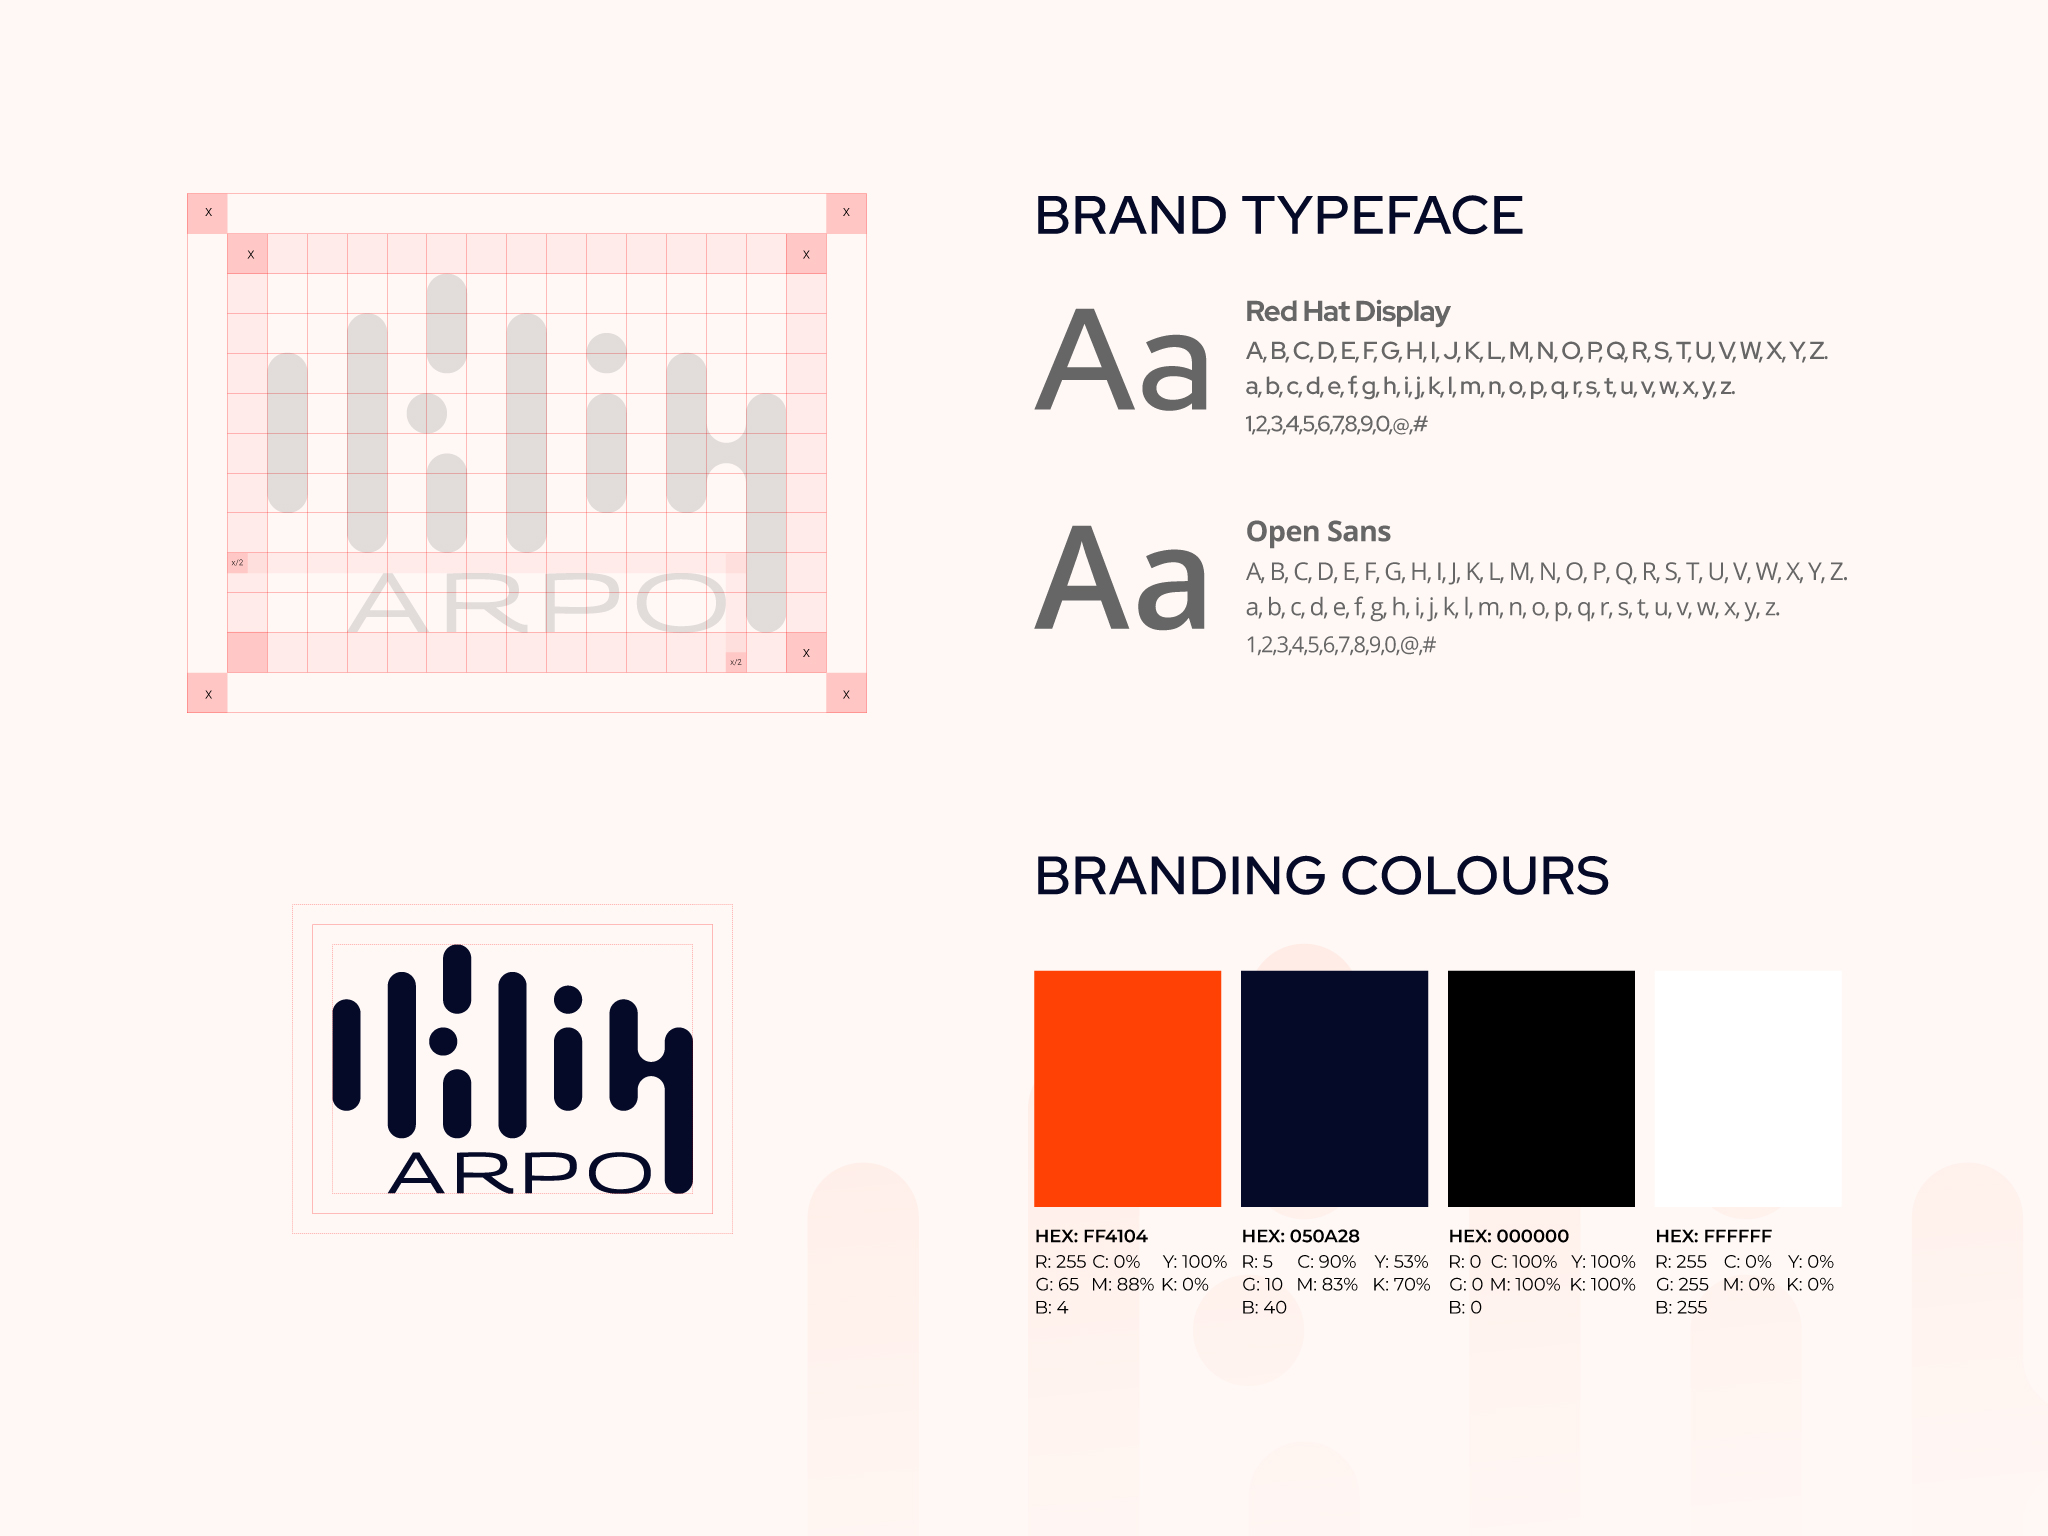 X
X
X
X
x/2
ARPO
X
x/2
X
X
BRAND TYPEFACE
Aa
Red Hat Display
A,B,C,D,E,F,G,H,I,J,K,L,M,N,O,P,Q,R,S,T,U,V,W,X,Y,Z.
a,b,c,d,e,f,g,h,i,j,k,l,m,n,o,p,q,r,s,t,u,v,w,x,y,z.
1,2,3,4,5,6,7,8,9,0,@,#
Aa
Open Sans
A, B, C, D, E, F, G, H, I, J, K, L, M, N, O, P, Q, R, S, T, U, V, W, X, Y, Z.
a, b, c, d, e, f, g, h, i, j, k, l, m, n, o, p, q, r, s, t, u, v, w, x, y, z.
1,2,3,4,5,6,7,8,9,0,@,#
ARPO
BRANDING COLOURS
HEX: FF4104
R: 255 C: 0% Y: 100%
G: 65 M: 88% K: 0%
B: 4
HEX: 050A28
R: 5 C: 90% Y: 53%
G: 10 M: 83% K: 70%
B: 40
HEX: 000000
R: 0 C: 100% Y: 100%
G: 0 M: 100% K: 100%
B: 0
HEX: FFFFFF
R: 255 C: 0% Y: 0%
G: 255 M: 0% K: 0%
B: 255